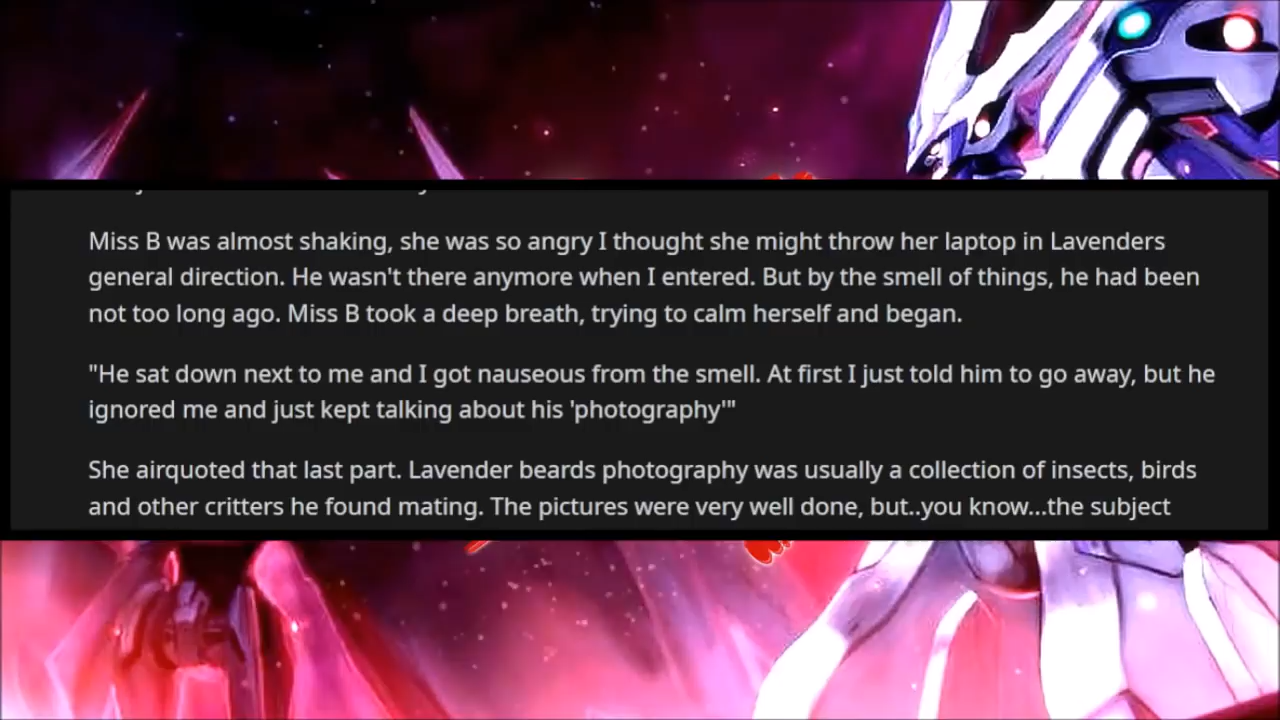 Miss B was almost shaking, she was so angry I thought she might throw her laptop in Lavenders
general direction. He wasn't there anymore when I entered. But by the smell of things, he had been
not too long ago. Miss B took a deep breath, trying to calm herself and began.
"He sat down next to me and I got nauseous from the smell. At first I just told him to go away, but he
ignored me and just kept talking about his 'photography'"
She airquoted that last part. Lavender beards photography was usually a collection of insects, birds
and other critters he found mating. The pictures were very well done, but..you know...the subject